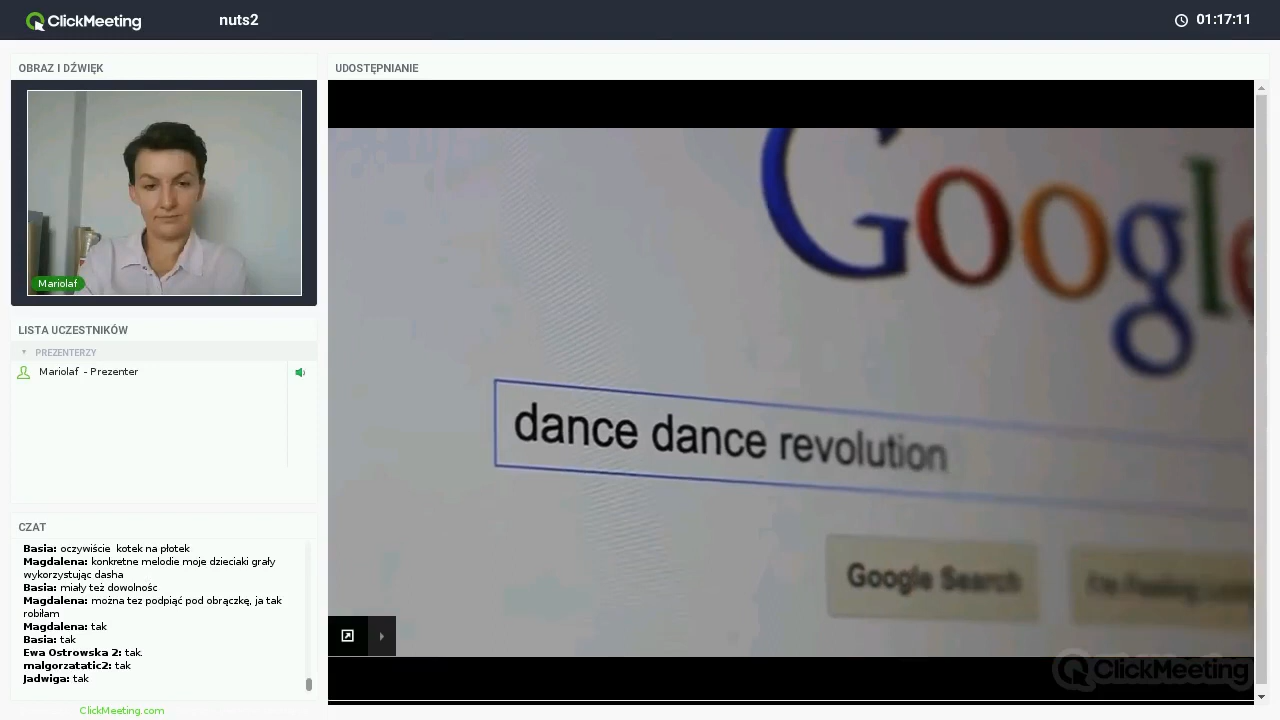 ClickMeeting
nuts2
01:17:11
OBRAZ I DŹWIĘK
UDOSTĘPNIANIE
Mariolaf
LISTA UCZESTNIKÓW
PREZENTERZY
Mariolaf - Prezenter
CZAT
Basia: oczywiście kotek na płotek
Magdalena: konkretne melodie moje dzieciaki grały
wykorzystując dasha
Basia: miały też dowolnośc
Magdalena: można tez podpiąć pod obrączkę, ja tak
robiłam
Magdalena: tak
Basia: tak
Ewa Ostrowska 2: tak.
malgorzatatic2: tak
Jadwiga: tak
ClickMeeting.com
Google
dance dance revolution
Google Search
I'm Feeling
ClickMeeting